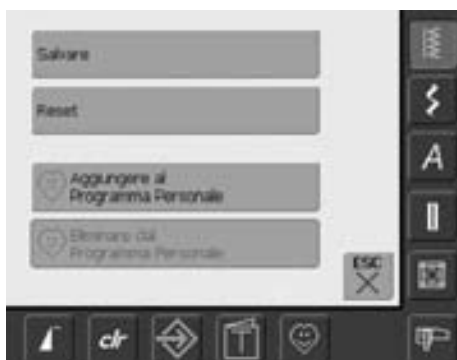 Salvare
Reset
Aggiungere al
Programma Personale
Eliminare dal
Programma Personale
ESC
A
clr